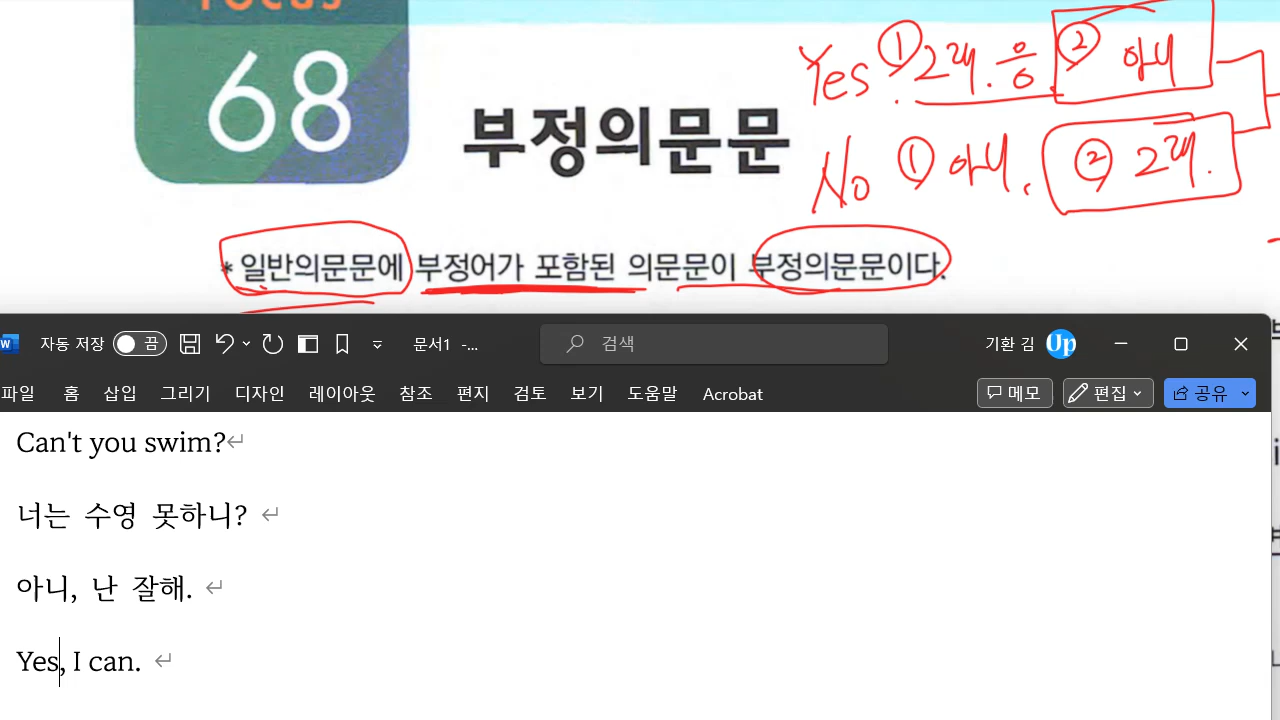 FOCUS
68
부정의문문
Yes ① 그래. 응 ② 아니
No ① 아니. ② 그래.
* 일반의문문에 부정어가 포함된 의문문이 부정의문문이다.
자동 저장 끔 문서1 -... 검색 기환 김 Up
파일 홈 삽입 그리기 디자인 레이아웃 참조 편지 검토 보기 도움말 Acrobat 메모 편집 공유
Can't you swim?
너는 수영 못하니?
아니, 난 잘해.
Yes, I can.